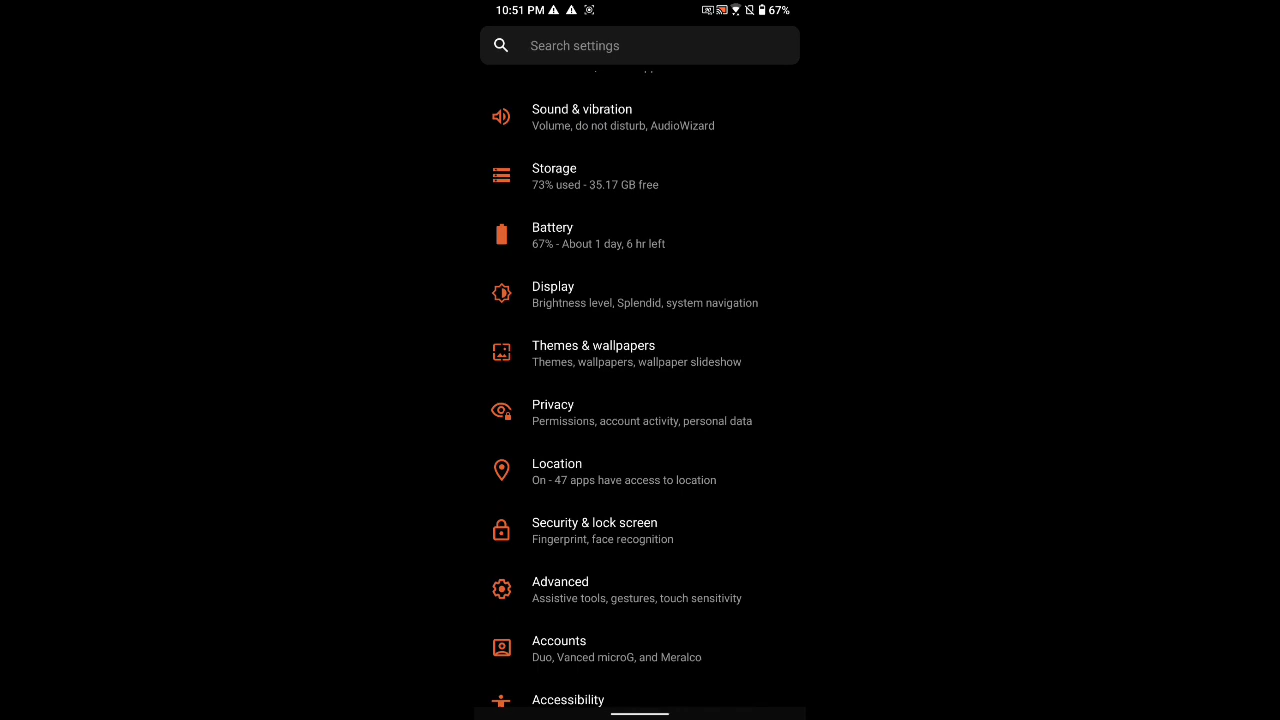 10:51 PM
67%
Search settings
Sound & vibration
Volume, do not disturb, AudioWizard
Storage
73% used - 35.17 GB free
Battery
67% - About 1 day, 6 hr left
Display
Brightness level, Splendid, system navigation
Themes & wallpapers
Themes, wallpapers, wallpaper slideshow
Privacy
Permissions, account activity, personal data
Location
On - 47 apps have access to location
Security & lock screen
Fingerprint, face recognition
Advanced
Assistive tools, gestures, touch sensitivity
Accounts
Duo, Vanced microG, and Meralco
Accessibility